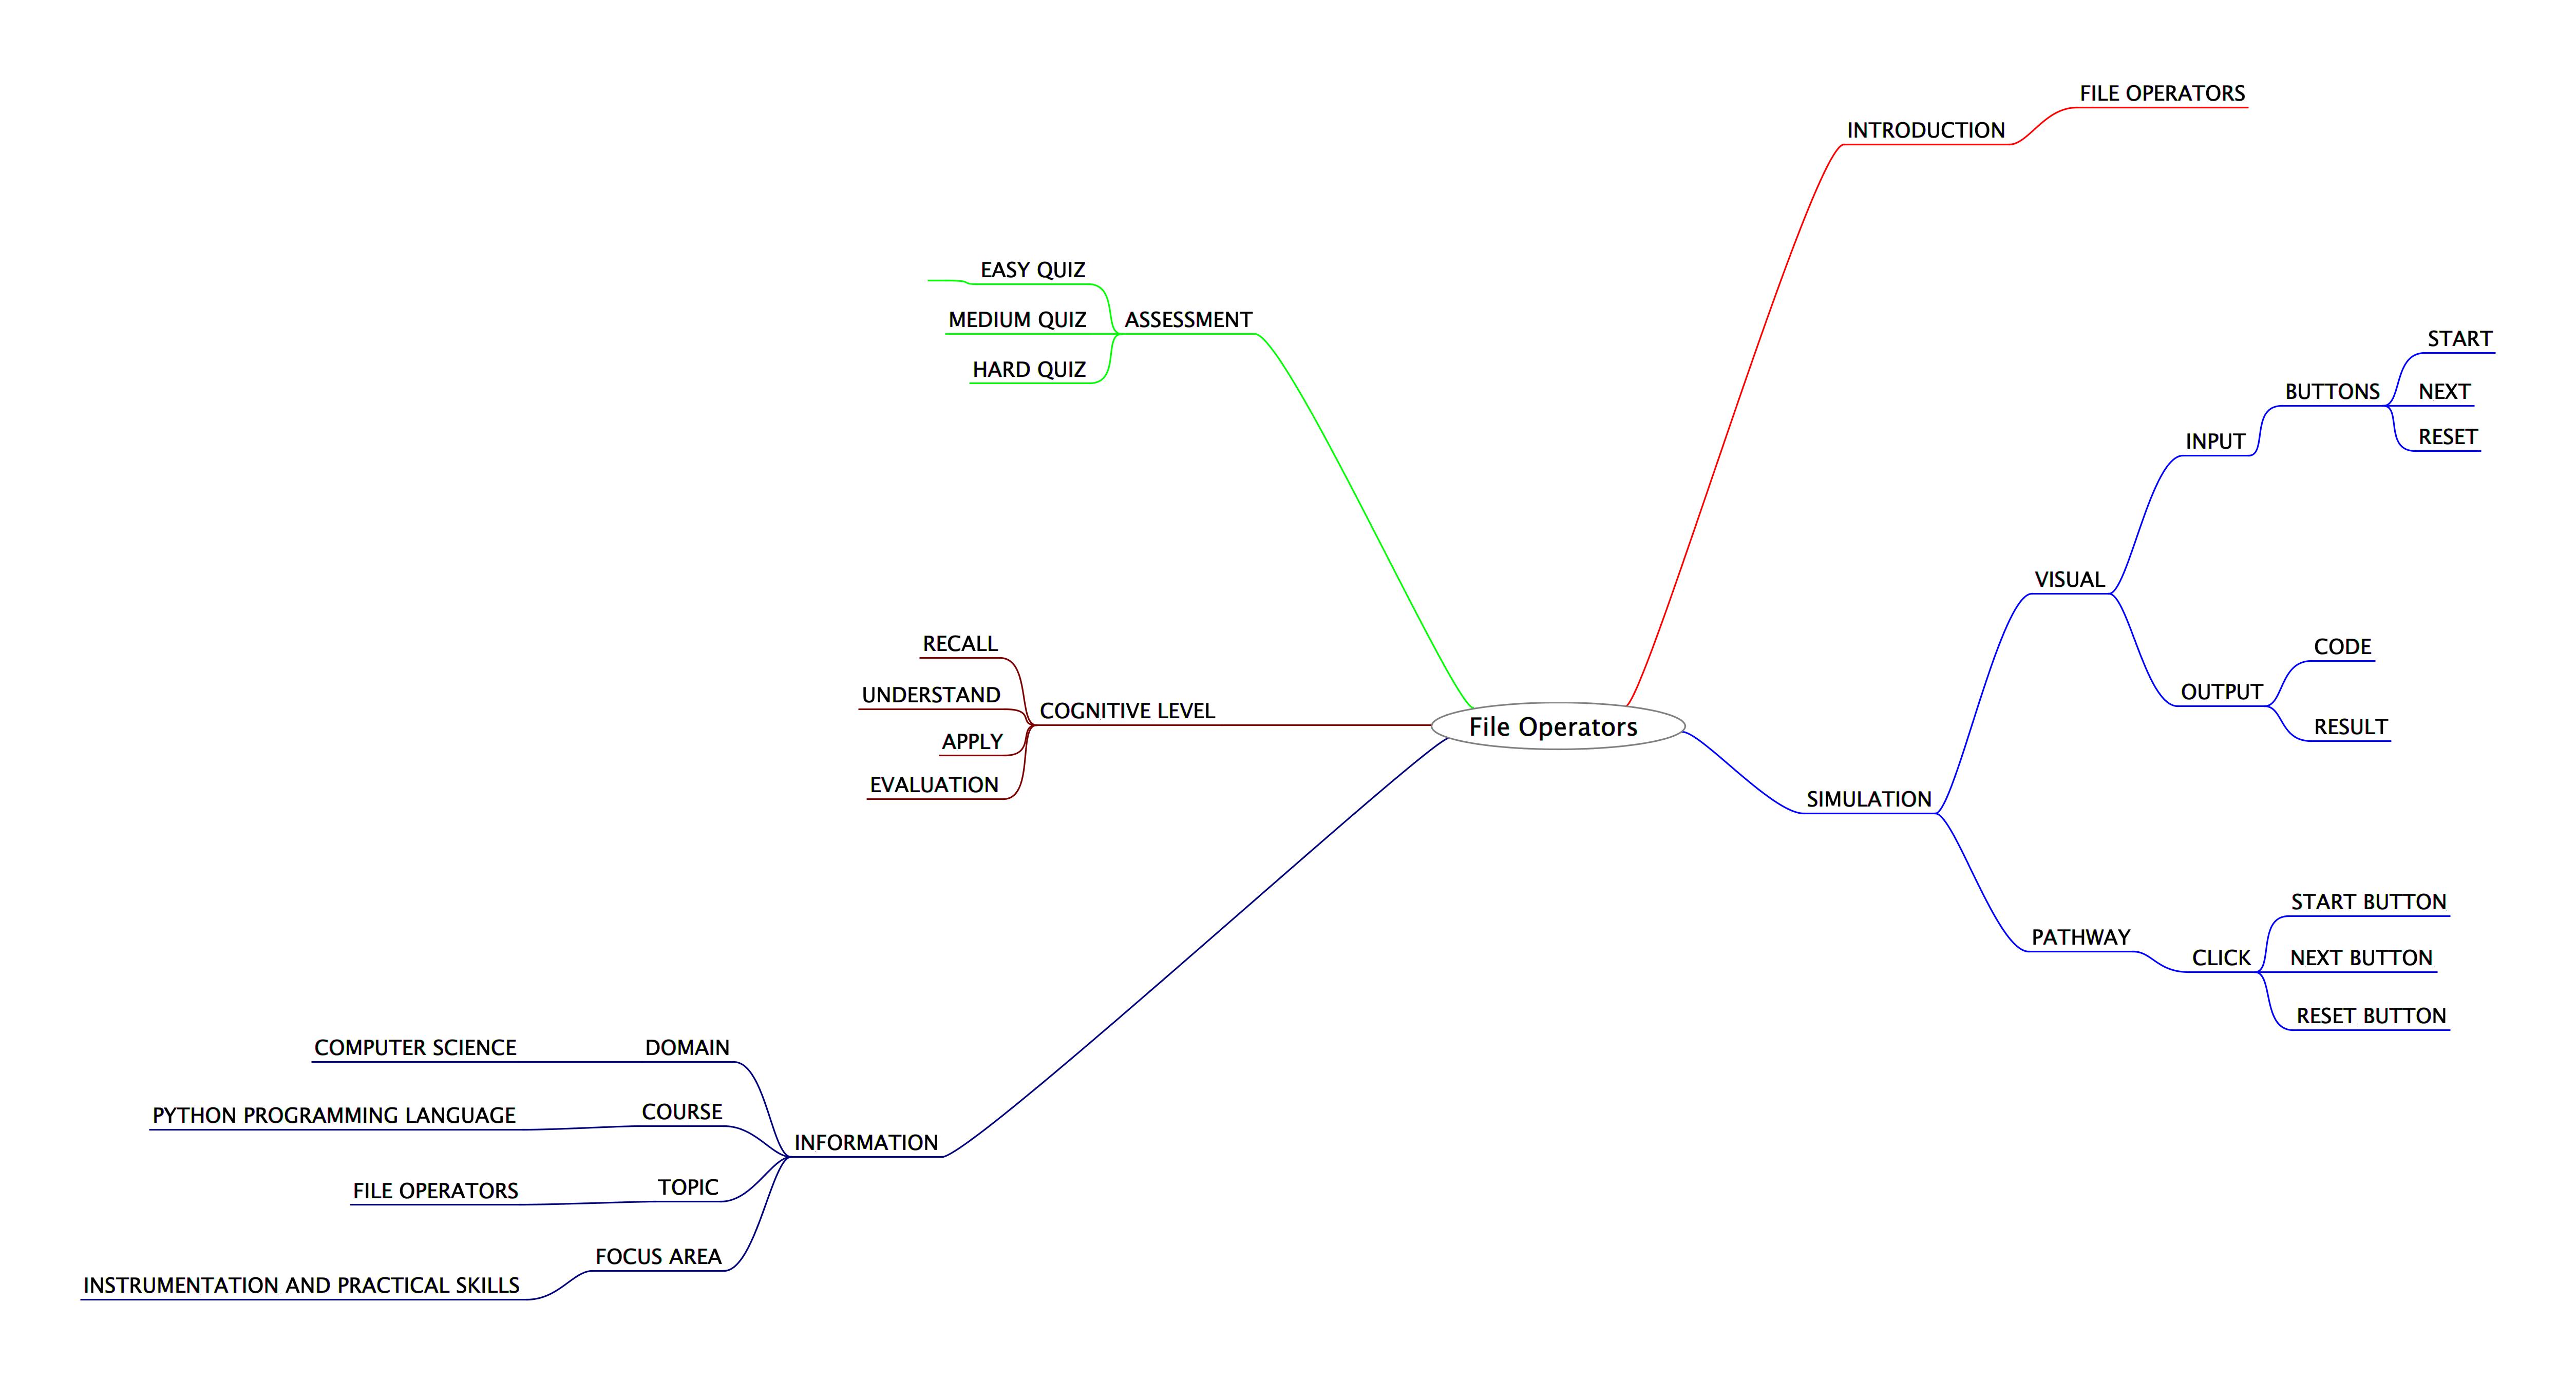 FILE OPERATORS
INTRODUCTION
EASY QUIZ
MEDIUM QUIZ
ASSESSMENT
HARD QUIZ
START
BUTTONS
NEXT
INPUT
RESET
VISUAL
CODE
OUTPUT
RESULT
RECALL
UNDERSTAND
COGNITIVE LEVEL
APPLY
EVALUATION
File Operators
SIMULATION
START BUTTON
PATHWAY
CLICK
NEXT BUTTON
RESET BUTTON
COMPUTER SCIENCE
DOMAIN
PYTHON PROGRAMMING LANGUAGE
COURSE
INFORMATION
FILE OPERATORS
TOPIC
FOCUS AREA
INSTRUMENTATION AND PRACTICAL SKILLS